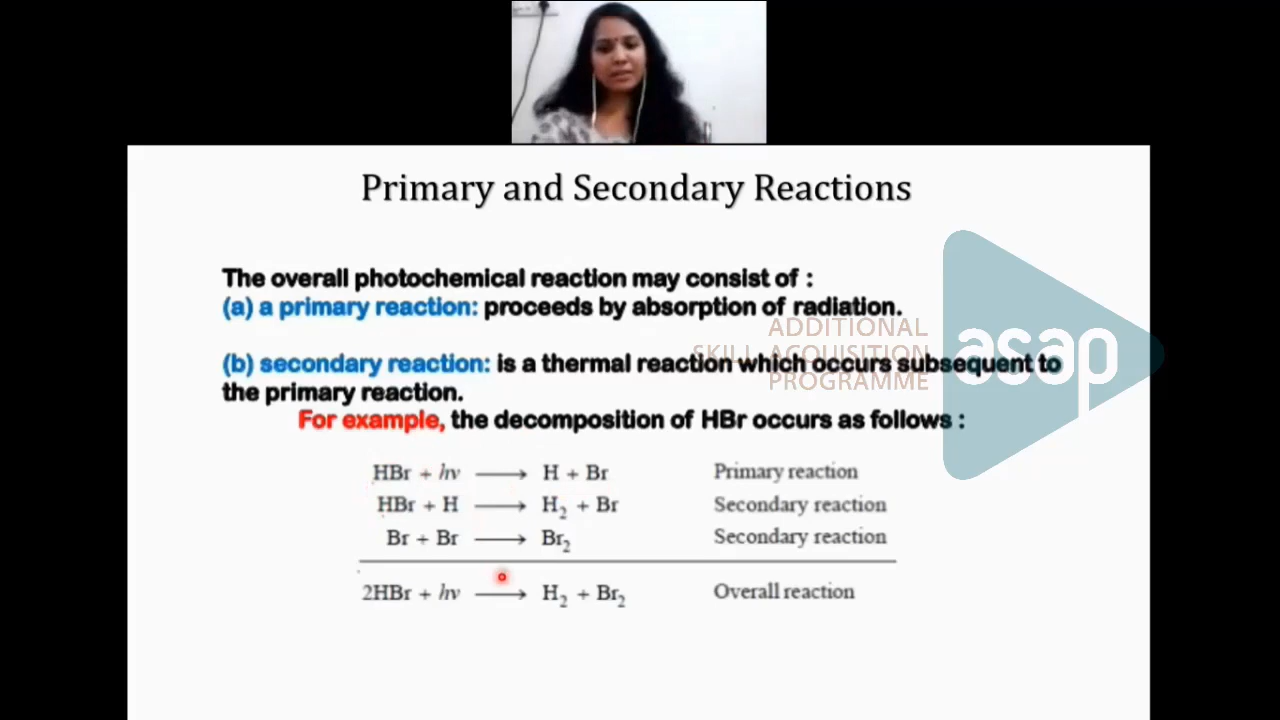 Primary and Secondary Reactions
The overall photochemical reaction may consist of :
(a) a primary reaction: proceeds by absorption of radiation.
(b) secondary reaction: is a thermal reaction which occurs subsequent to
the primary reaction.
For example, the decomposition of HBr occurs as follows :
HBr + hν ⟶ H + Br Primary reaction
HBr + H ⟶ H₂ + Br Secondary reaction
Br + Br ⟶ Br₂ Secondary reaction
2HBr + hν ⟶ H₂ + Br₂ Overall reaction
ADDITIONAL
SKILL ACQUISITION
PROGRAMME
asap